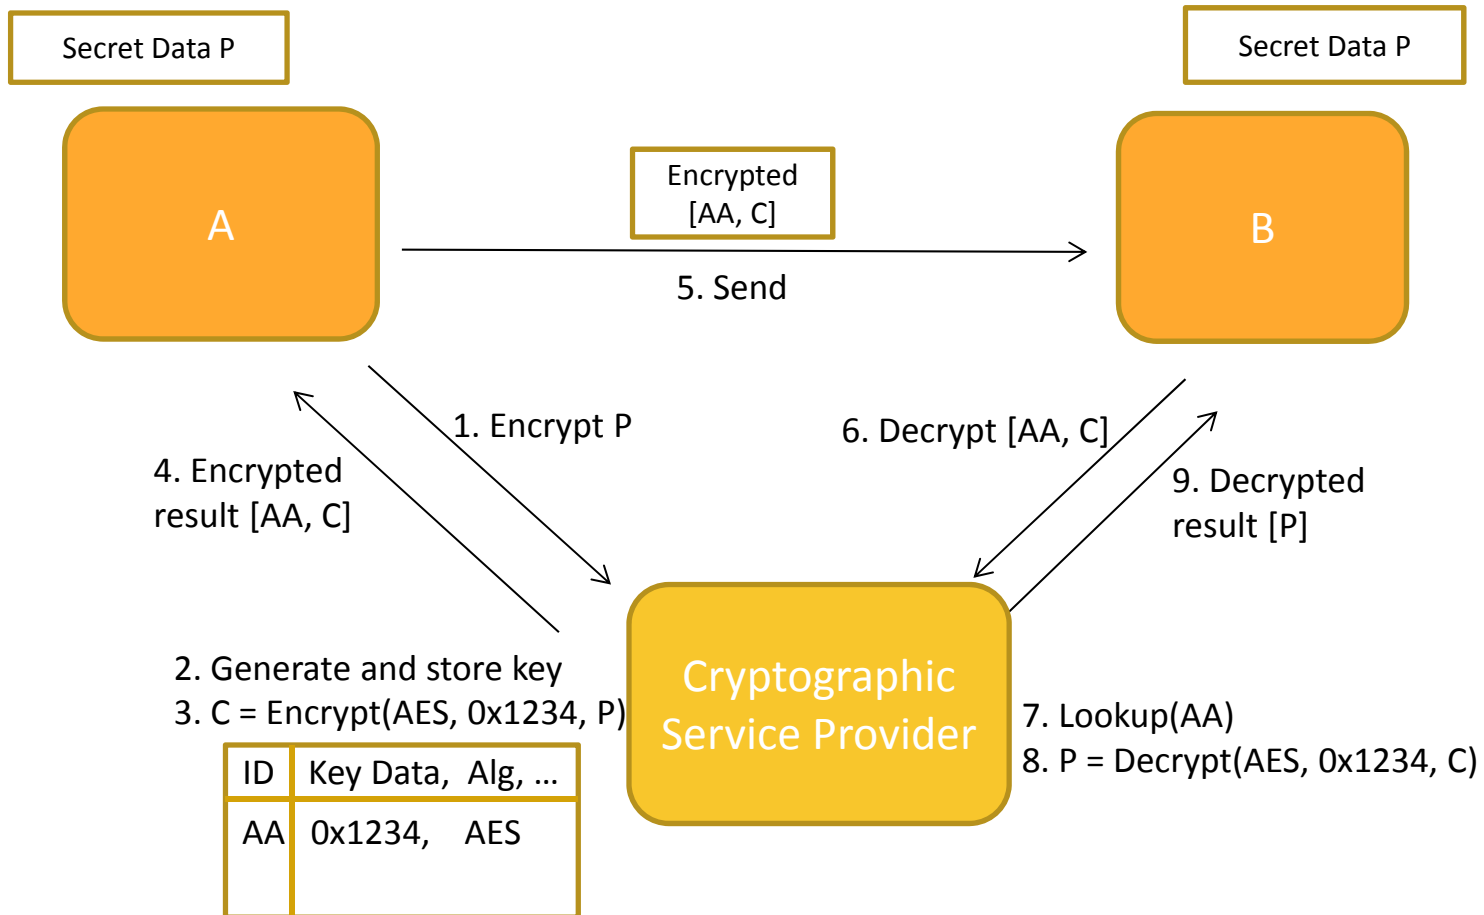 Secret Data P
Secret Data P
A
Encrypted
[AA, C]
B
5. Send
1. Encrypt P
6. Decrypt [AA, C]
4. Encrypted
result [AA, C]
9. Decrypted
result [P]
2. Generate and store key
3. C = Encrypt(AES, 0x1234, P)
Cryptographic
Service Provider
7. Lookup(AA)
8. P = Decrypt(AES, 0x1234, C)
ID Key Data, Alg, ...
AA 0x1234, AES